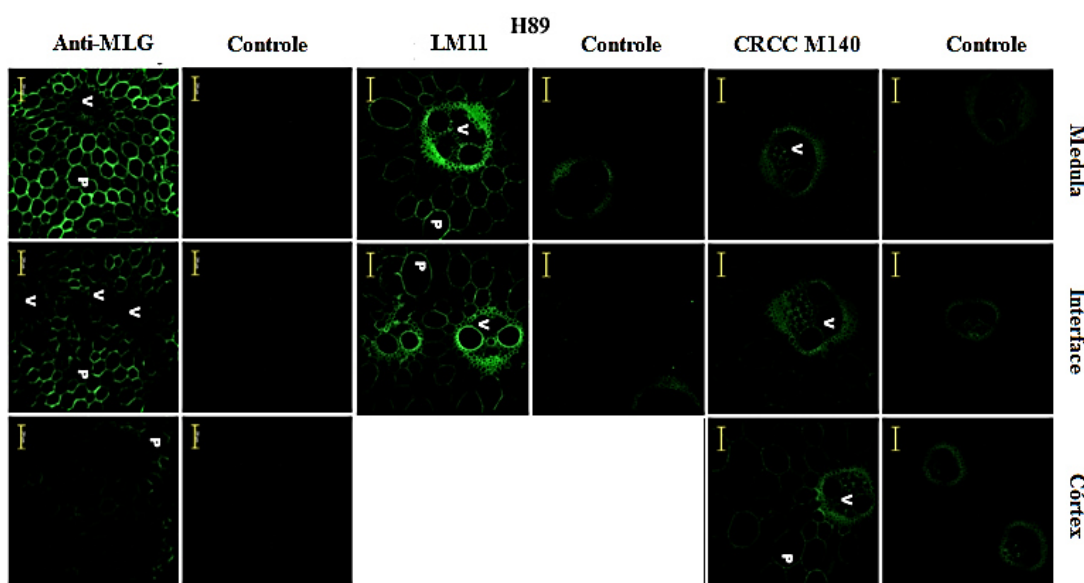 H89
Anti-MLG Controle LM11 Controle CRCC M140 Controle
V
P
V
P
V
Medula
V
V
V
P
P
V
V
Interface
P
V
P
Córtex